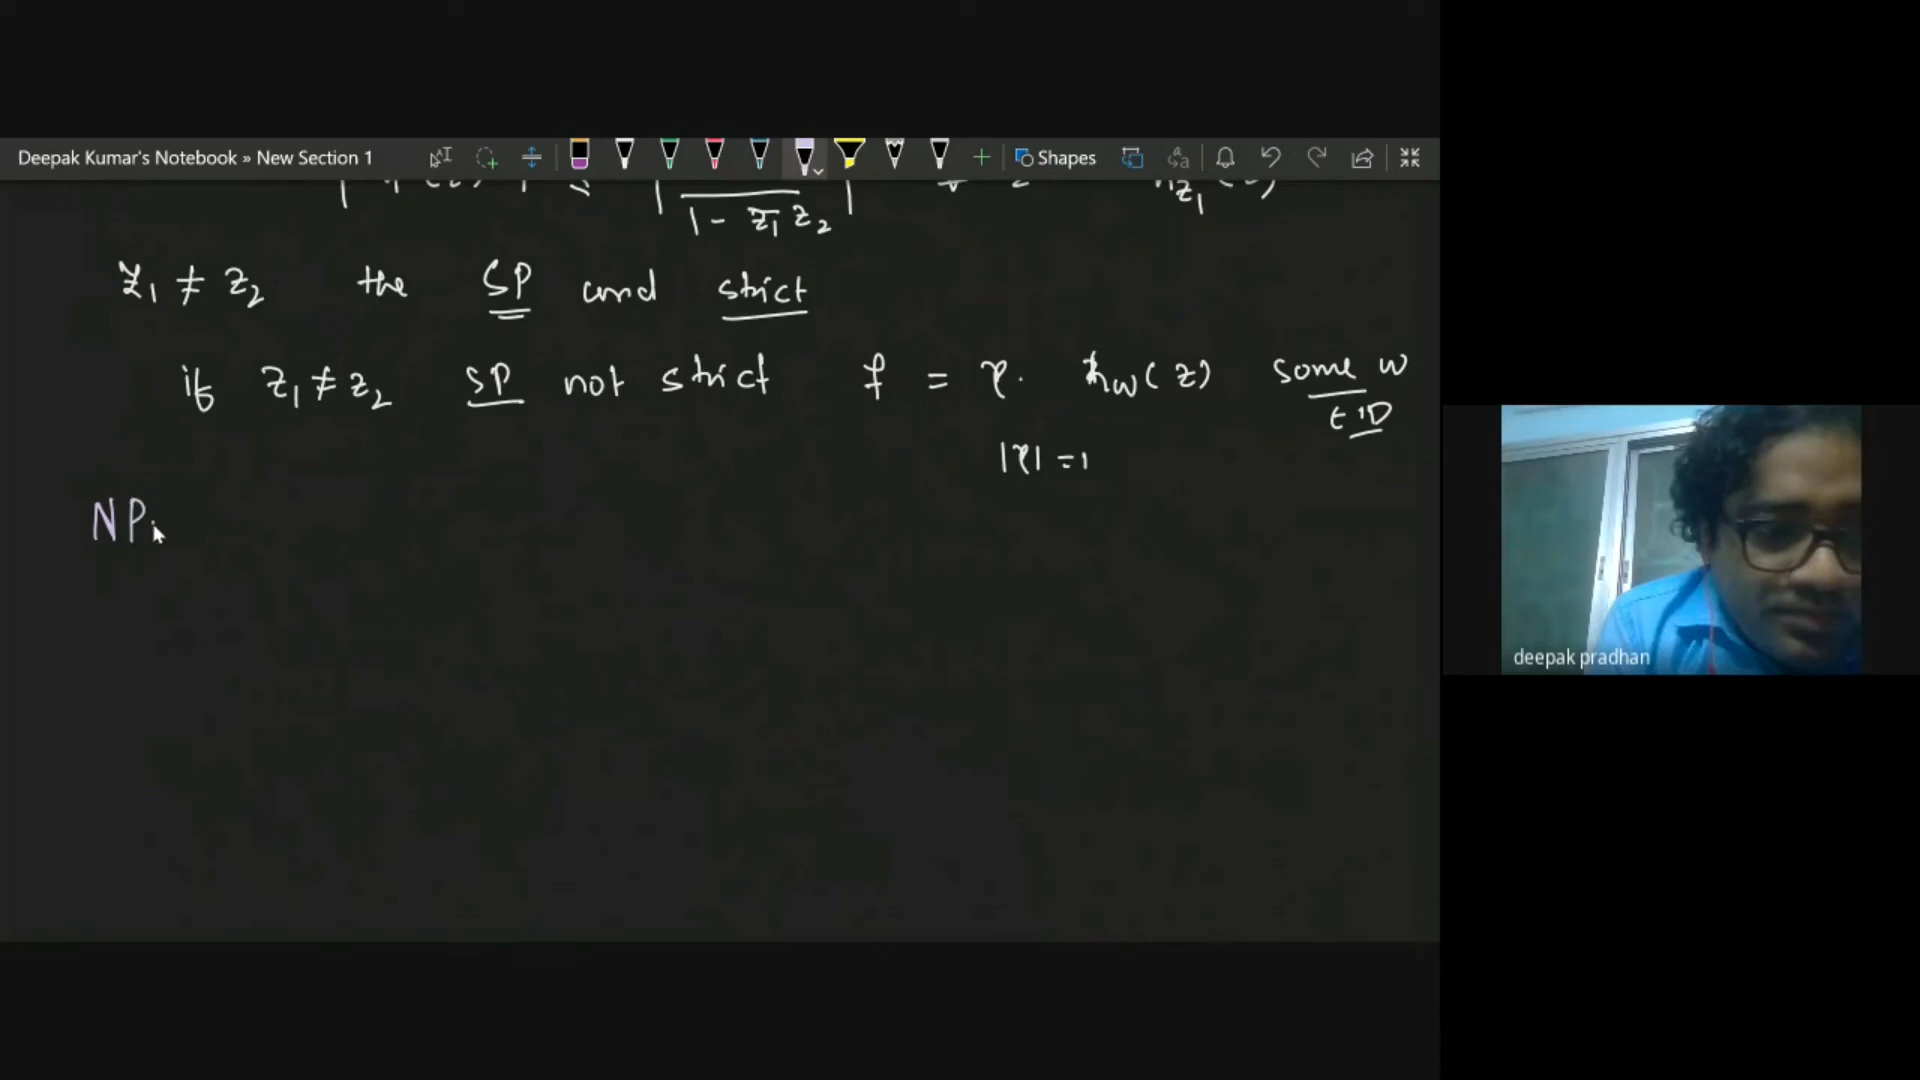 Deepak Kumar's Notebook » New Section 1
Shapes
1 - z̄₁ z₂
z₁ ≠ z₂ the SP and strict
if z₁ ≠ z₂ SP not strict f = η . ℏ_w(z) some w
∈ ⅅ
|η| = 1
NP
deepak pradhan